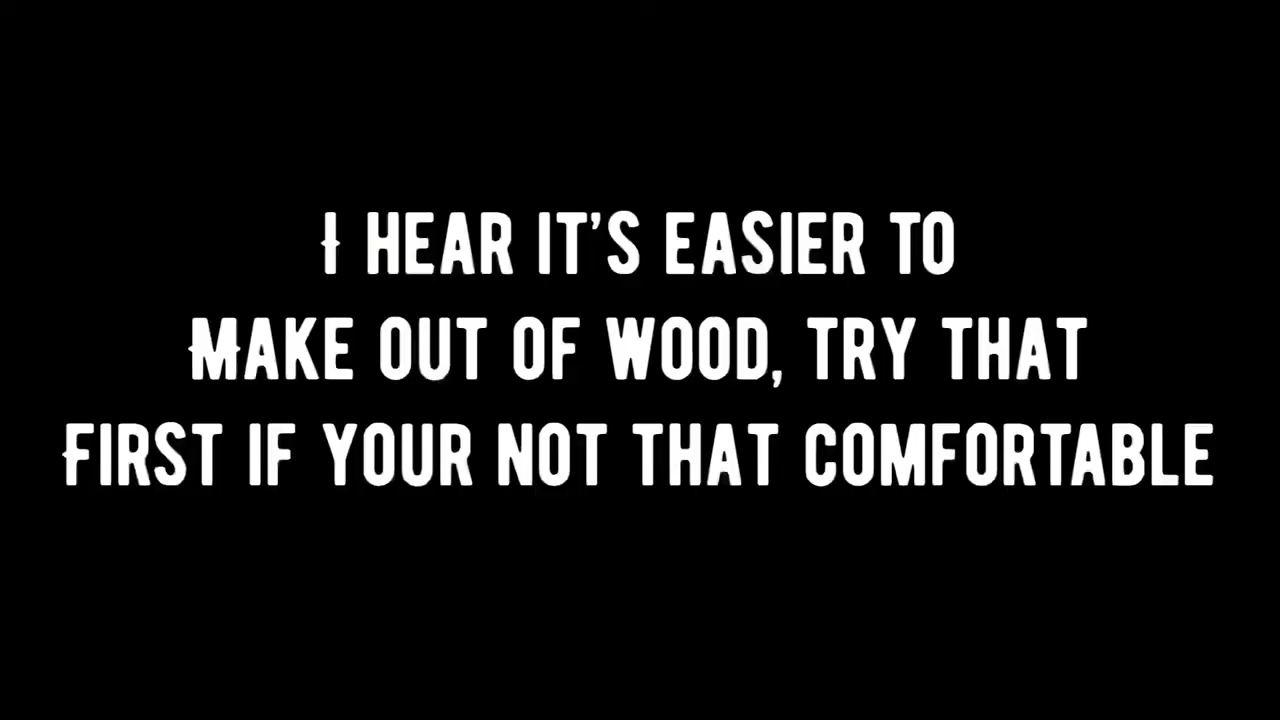 I HEAR IT'S EASIER TO
MAKE OUT OF WOOD, TRY THAT
FIRST IF YOUR NOT THAT COMFORTABLE